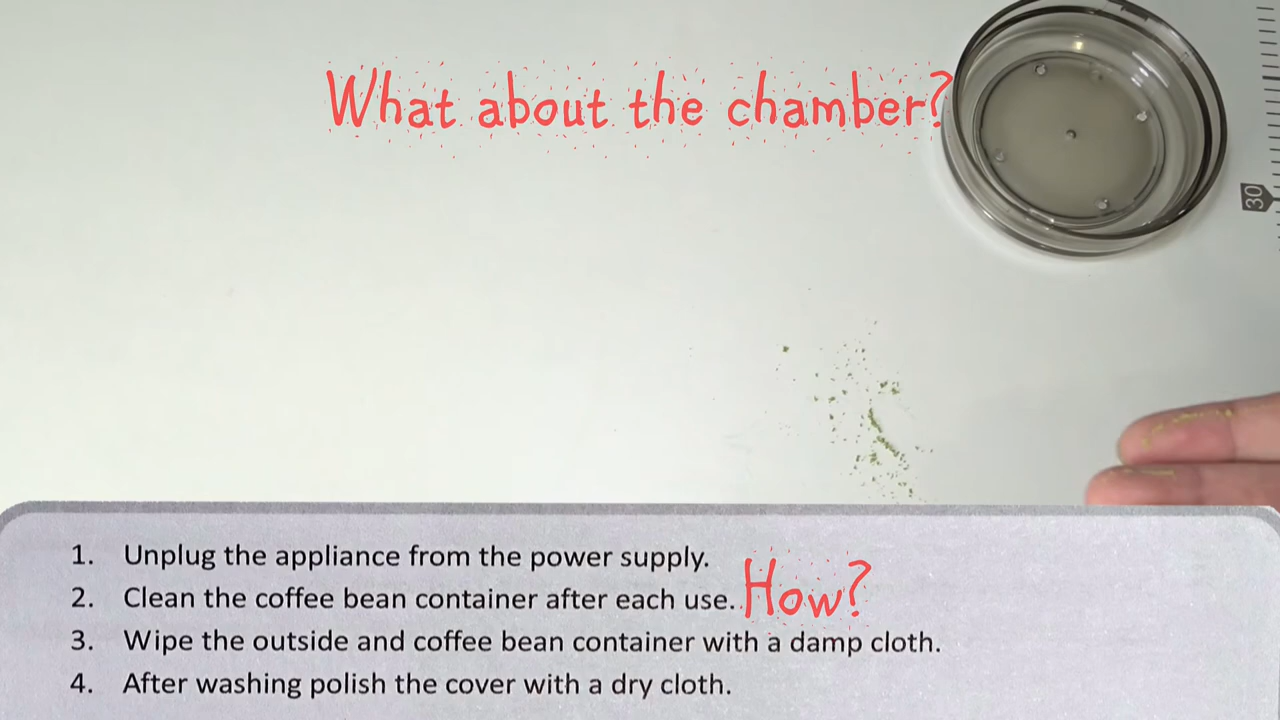 What about the chamber?
30
1. Unplug the appliance from the power supply.
2. Clean the coffee bean container after each use. How?
3. Wipe the outside and coffee bean container with a damp cloth.
4. After washing polish the cover with a dry cloth.